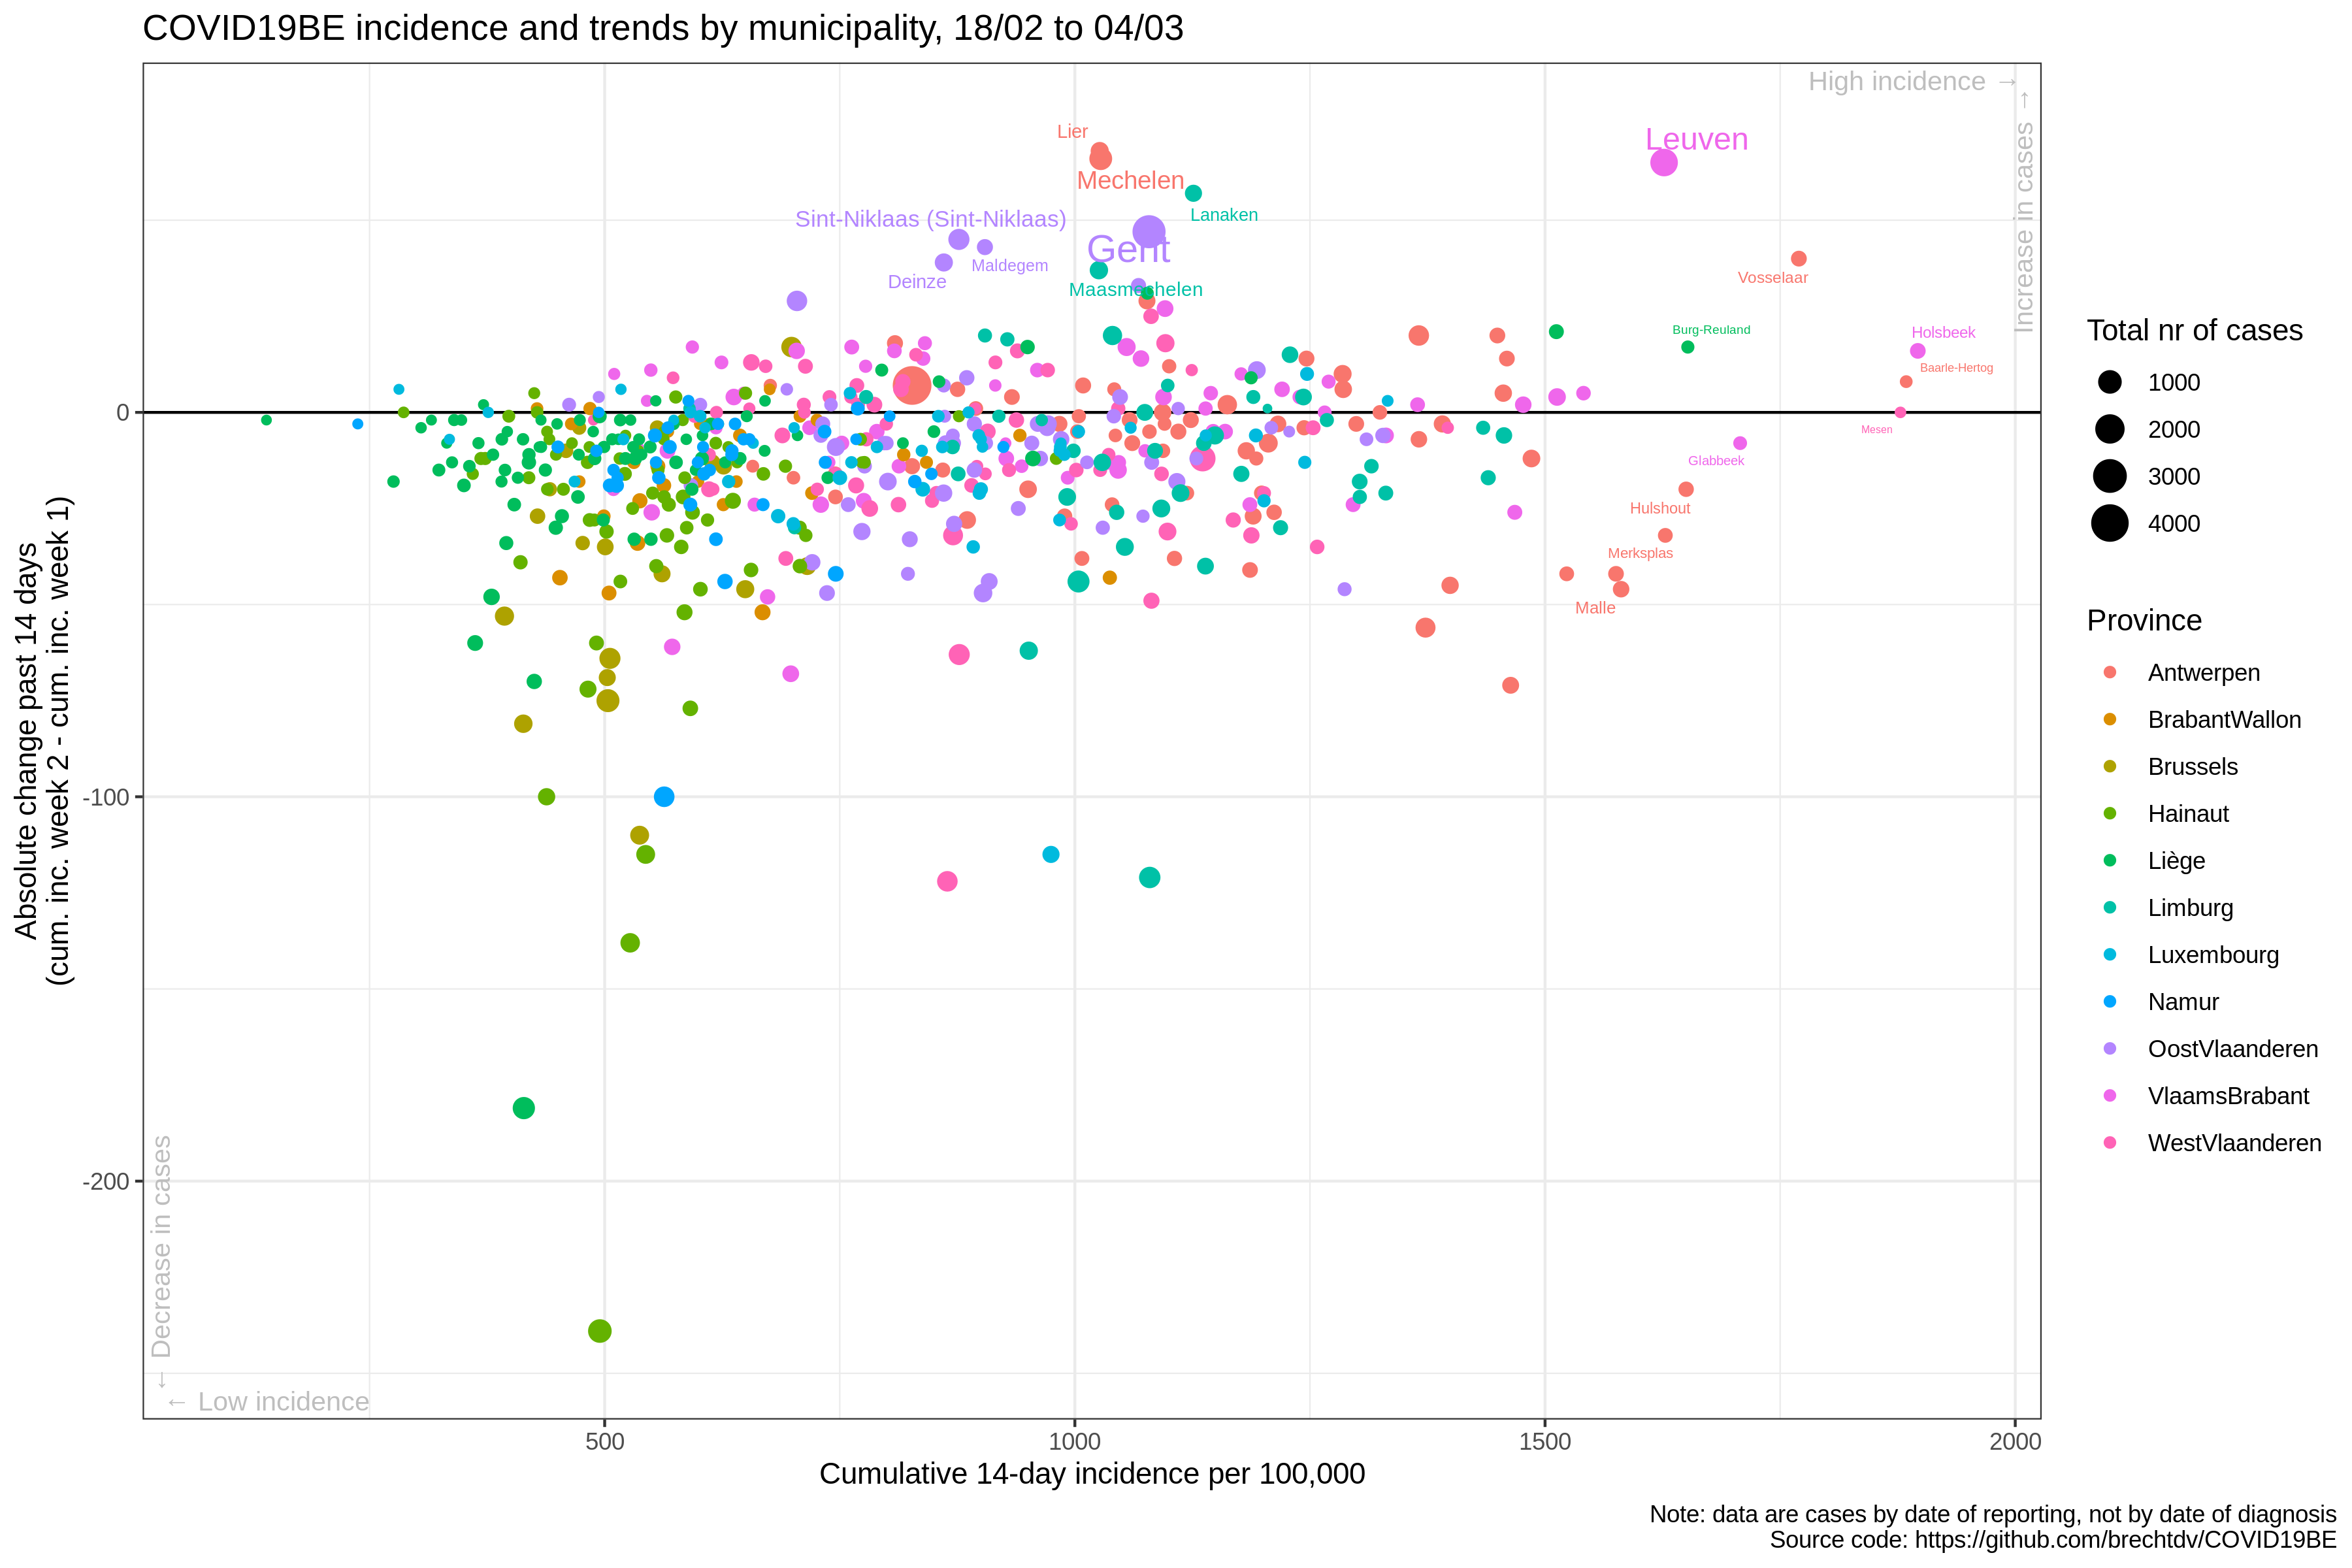 COVID19BE incidence and trends by municipality, 18/02 to 04/03
High incidence →
Increase in cases →
Lier
Leuven
Mechelen
Lanaken
Sint-Niklaas (Sint-Niklaas)
Gent
Maldegem
Deinze
Vosselaar
Maasmechelen
Burg-Reuland
Holsbeek
Baarle-Hertog
Mesen
Glabbeek
Hulshout
Merksplas
Malle
0
-100
-200
Absolute change past 14 days
(cum. inc. week 2 - cum. inc. week 1)
← Decrease in cases
← Low incidence
500
1000
1500
2000
Cumulative 14-day incidence per 100,000
Total nr of cases
1000
2000
3000
4000
Province
Antwerpen
BrabantWallon
Brussels
Hainaut
Liège
Limburg
Luxembourg
Namur
OostVlaanderen
VlaamsBrabant
WestVlaanderen
Note: data are cases by date of reporting, not by date of diagnosis
Source code: https://github.com/brechtdv/COVID19BE